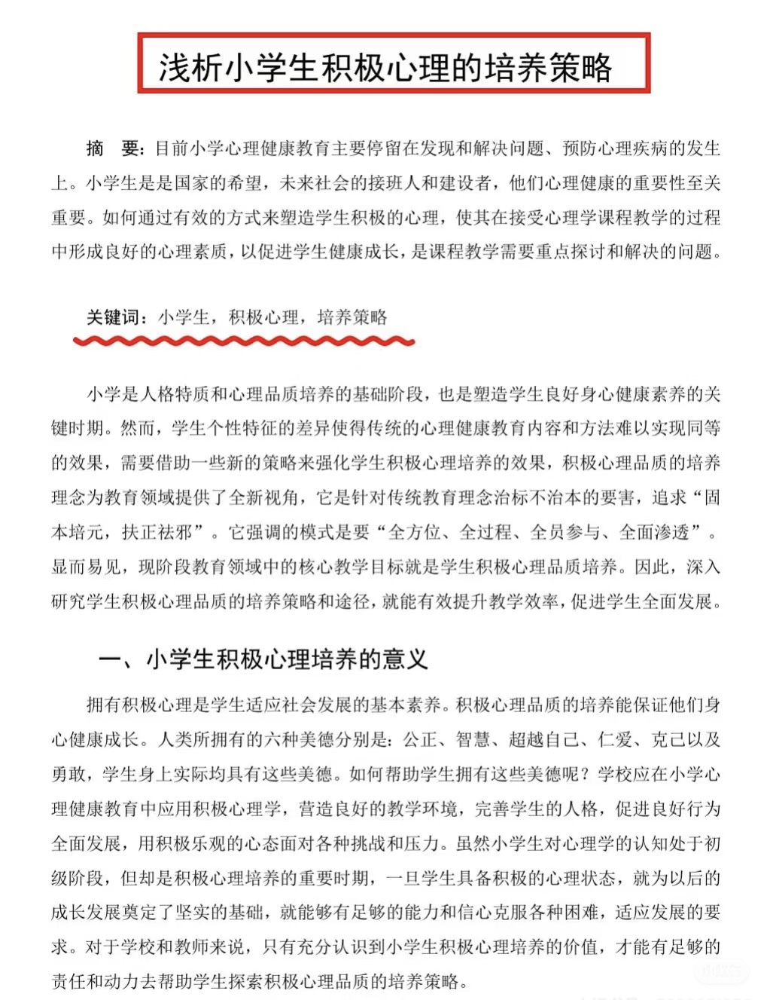 浅析小学生积极心理的培养策略
摘 要：目前小学心理健康教育主要停留在发现和解决问题、预防心理疾病的发生
上。小学生是是国家的希望，未来社会的接班人和建设者，他们心理健康的重要性至关
重要。如何通过有效的方式来塑造学生积极的心理，使其在接受心理学课程教学的过程
中形成良好的心理素质，以促进学生健康成长，是课程教学需要重点探讨和解决的问题。
关键词：小学生，积极心理，培养策略
小学是人格特质和心理品质培养的基础阶段，也是塑造学生良好身心健康素养的关
键时期。然而，学生个性特征的差异使得传统的心理健康教育内容和方法难以实现同等
的效果，需要借助一些新的策略来强化学生积极心理培养的效果，积极心理品质的培养
理念为教育领域提供了全新视角，它是针对传统教育理念治标不治本的要害，追求“固
本培元，扶正祛邪”。它强调的模式是要“全方位、全过程、全员参与、全面渗透”。
显而易见，现阶段教育领域中的核心教学目标就是学生积极心理品质培养。因此，深入
研究学生积极心理品质的培养策略和途径，就能有效提升教学效率，促进学生全面发展。
一、小学生积极心理培养的意义
拥有积极心理是学生适应社会发展的基本素养。积极心理品质的培养能保证他们身
心健康成长。人类所拥有的六种美德分别是：公正、智慧、超越自己、仁爱、克己以及
勇敢，学生身上实际均具有这些美德。如何帮助学生拥有这些美德呢？学校应在小学心
理健康教育中应用积极心理学，营造良好的教学环境，完善学生的人格，促进良好行为
全面发展，用积极乐观的心态面对各种挑战和压力。虽然小学生对心理学的认知处于初
级阶段，但却是积极心理培养的重要时期，一旦学生具备积极的心理状态，就为以后的
成长发展奠定了坚实的基础，就能够有足够的能力和信心克服各种困难，适应发展的要
求。对于学校和教师来说，只有充分认识到小学生积极心理培养的价值，才能有足够的
责任和动力去帮助学生探索积极心理品质的培养策略。